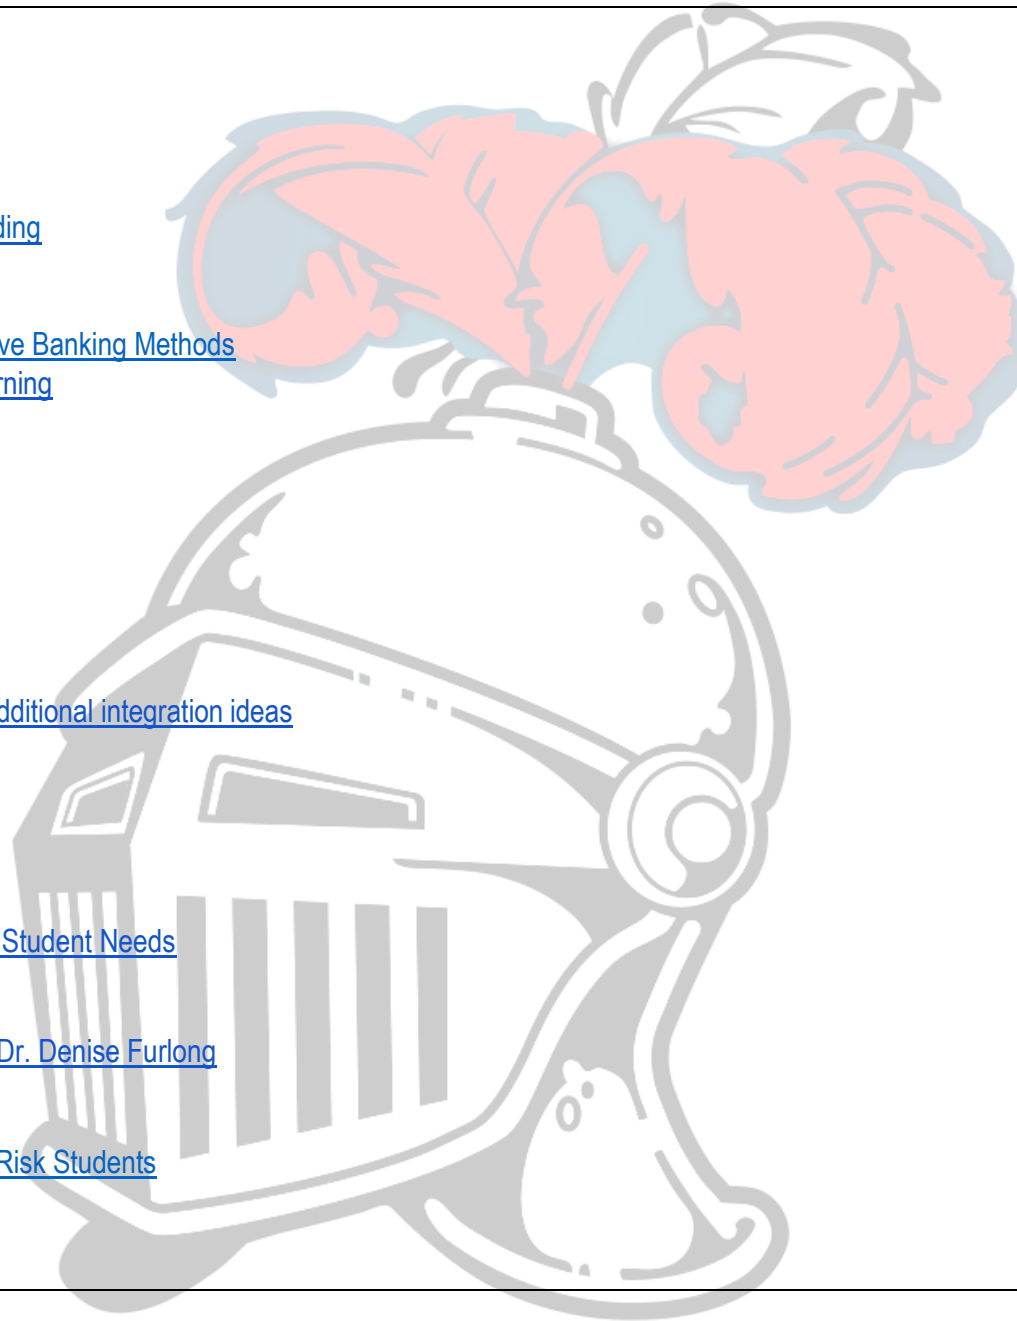 ding
ve Banking Methods
rning
dditional integration ideas
Student Needs
Dr. Denise Furlong
Risk Students